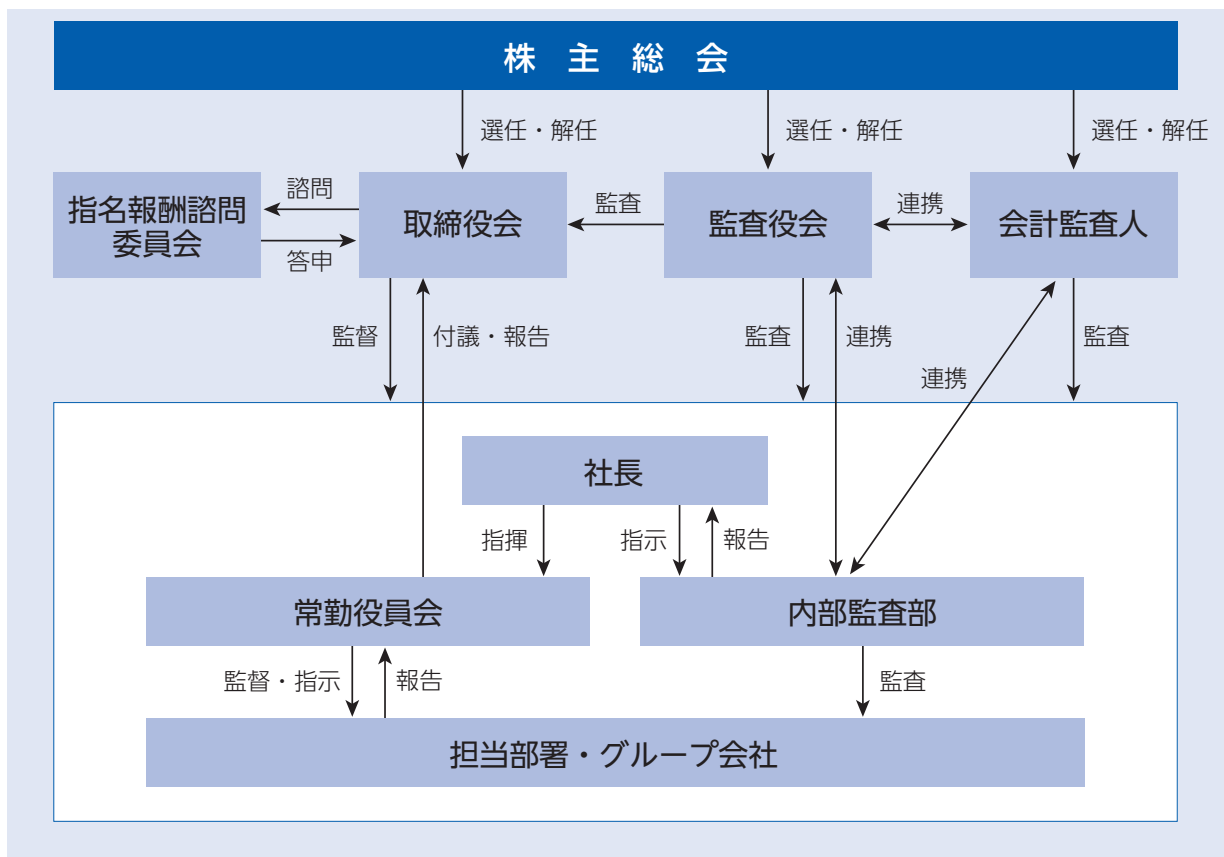 株主総会
選任・解任
選任・解任
選任・解任
指名報酬諮問
委員会
諮問
答申
取締役会
監査
監査役会
連携
会計監査人
監督
付議・報告
監査
連携
連携
監査
社長
指揮
指示
報告
常勤役員会
内部監査部
監督・指示
報告
監査
担当部署・グループ会社